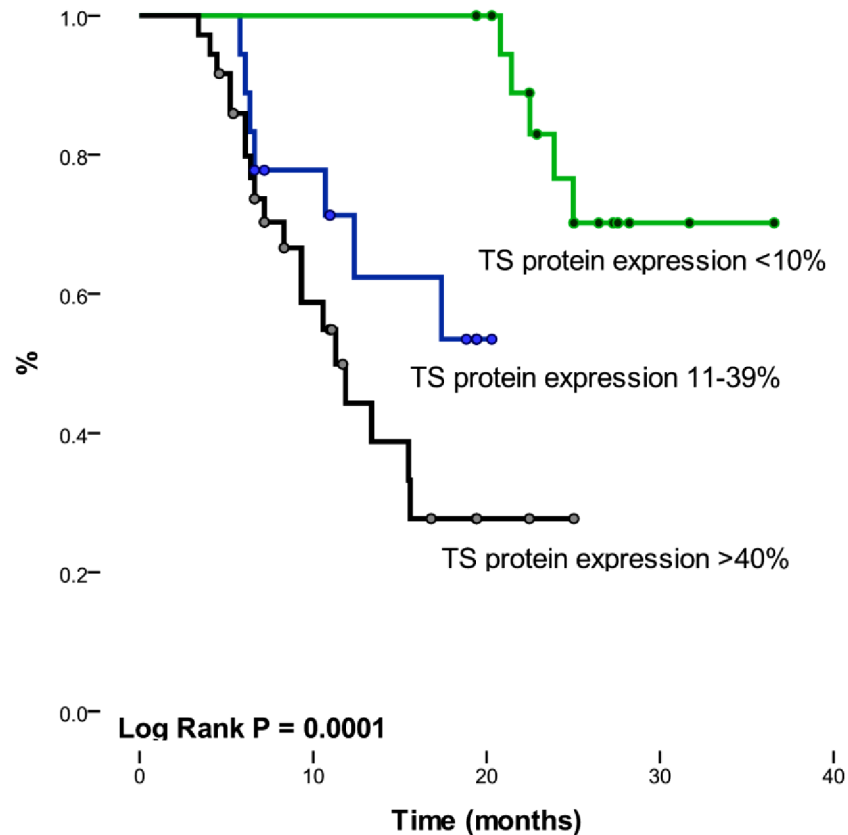 1.0
0.8
0.6
0.4
0.2
0.0
%
TS protein expression <10%
TS protein expression 11-39%
TS protein expression >40%
Log Rank P = 0.0001
0 10 20 30 40
Time (months)